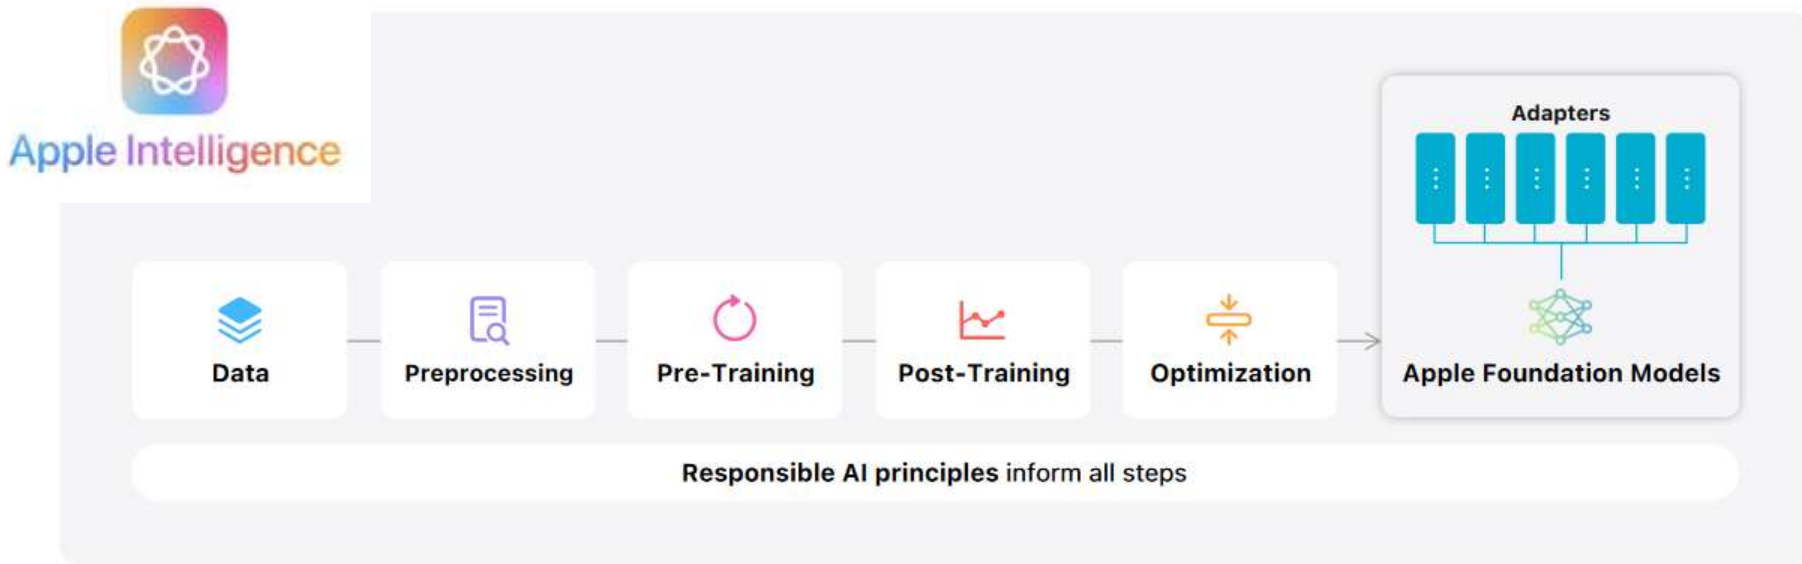 Apple Intelligence
Adapters
Data
Preprocessing
Pre-Training
Post-Training
Optimization
Apple Foundation Models
Responsible AI principles inform all steps